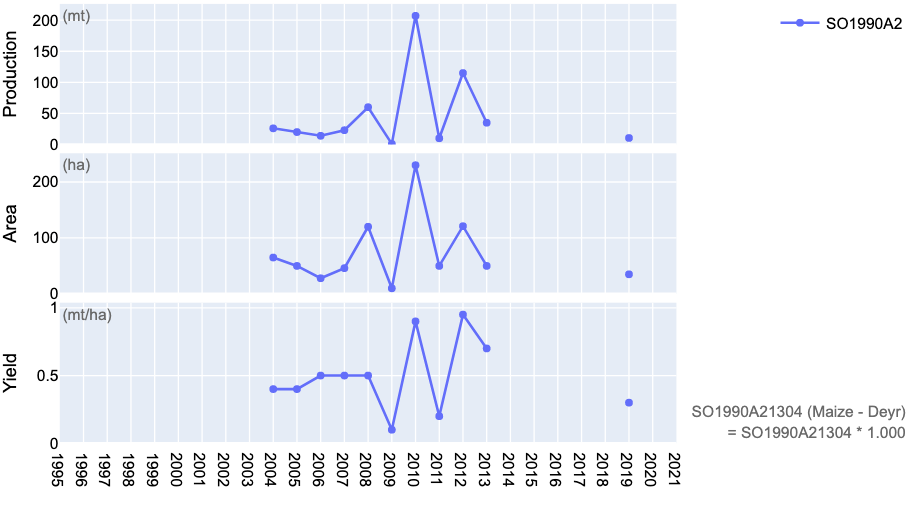 SO1990A2
Production
(mt)
200
150
100
50
0
Area
(ha)
200
100
0
Yield
(mt/ha)
1
0.5
0
1995 1996 1997 1998 1999 2000 2001 2002 2003 2004 2005 2006 2007 2008 2009 2010 2011 2012 2013 2014 2015 2016 2017 2018 2019 2020 2021
SO1990A21304 (Maize - Deyr)
= SO1990A21304 * 1.000